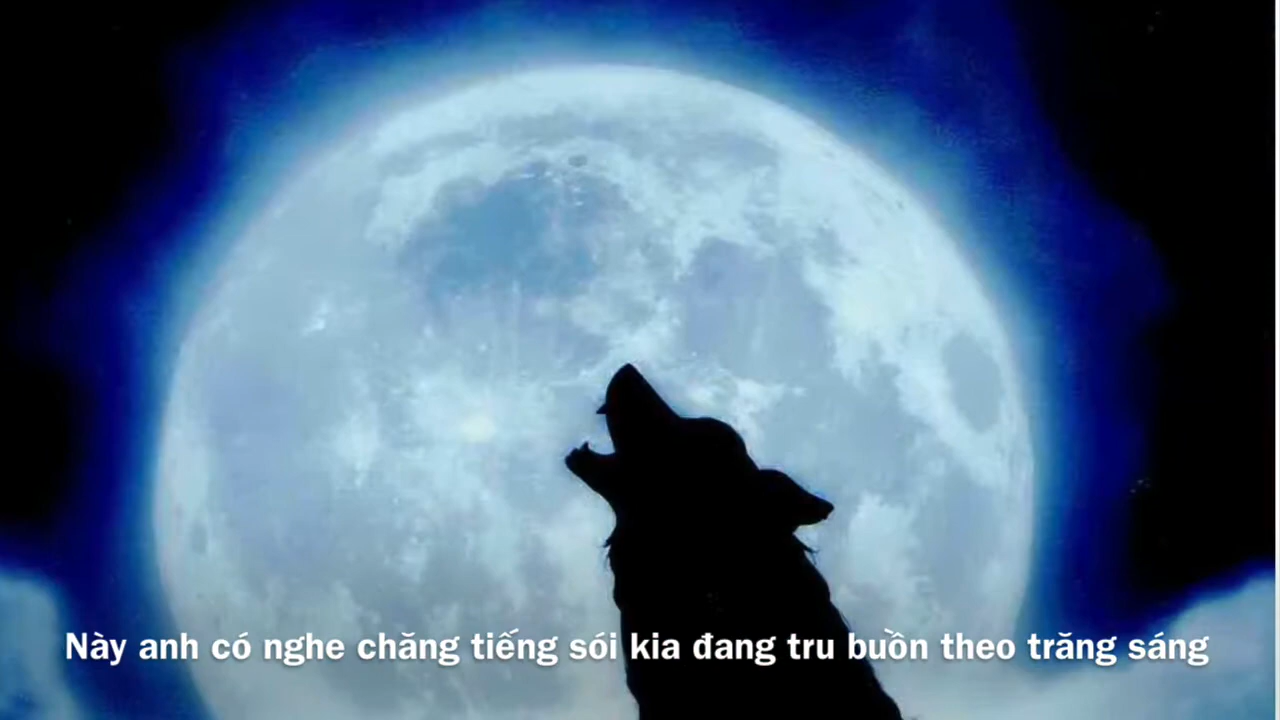 Này anh có nghe chăng tiếng sói kia đang tru buồn theo trăng sáng